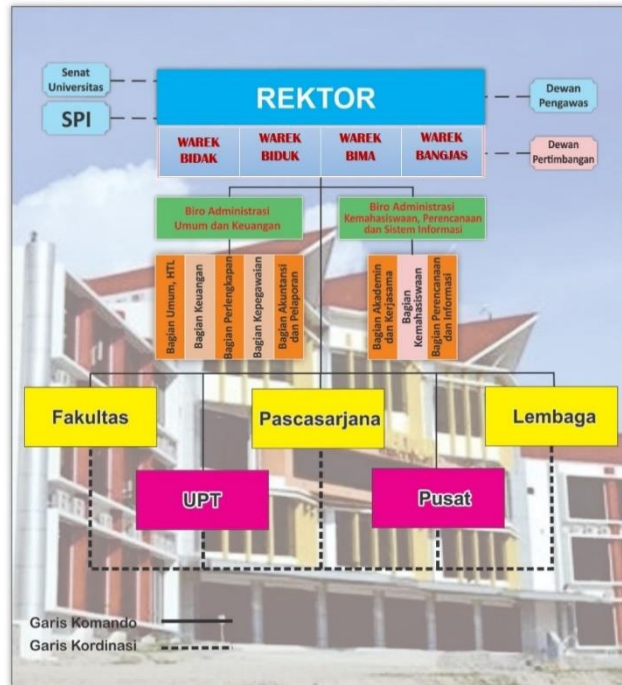 Senat
Universitas
SPI
REKTOR
Dewan
Pengawas
WAREK
BIDAK
WAREK
BIDUK
WAREK
BIMA
WAREK
BANGJAS
Dewan
Pertimbangan
Biro Administrasi
Umum dan Keuangan
Biro Administrasi
Kemahasiswaan, Perencanaan
dan Sistem Informasi
Bagian Umum, HTL
Bagian Keuangan
Bagian Perlengkapan
Bagian Kepegawaian
Bagian Akuntansi
dan Pelaporan
Bagian Akademin
dan Kerjasama
Bagian
Kemahasiswaan
Bagian Perencanaan
dan Informasi
Fakultas
Pascasarjana
Lembaga
UPT
Pusat
Garis Komando
Garis Kordinasi